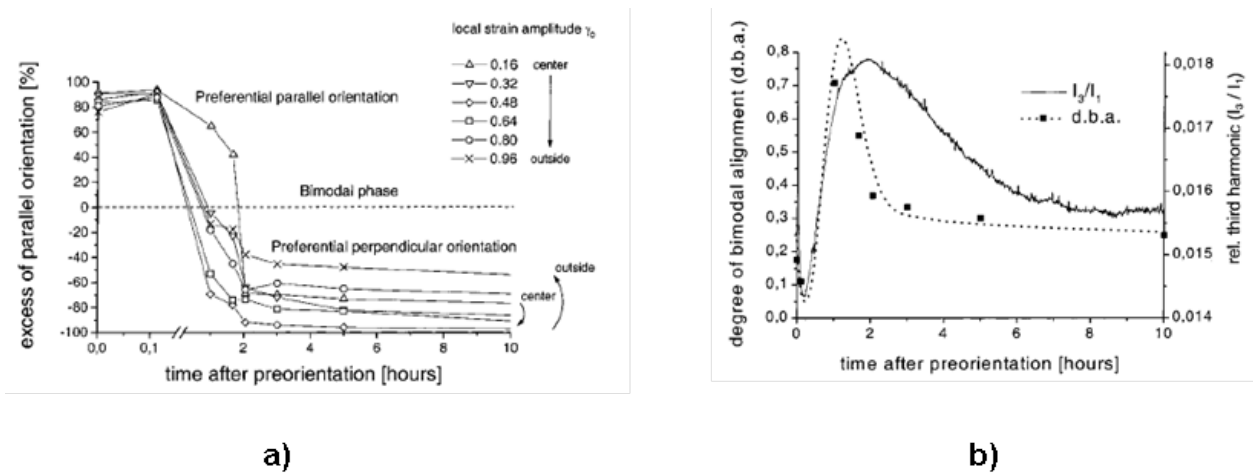 excess of parallel orientation [%]
100
80
60
40
20
0
-20
-40
-60
-80
-100
local strain amplitude γ₀
0.16 center
0.32
0.48
0.64
0.80
0.96 outside
Preferential parallel orientation
Bimodal phase
Preferential perpendicular orientation
outside
center
0,0 0,1 2 4 6 8 10
time after preorientation [hours]
a)
degree of bimodal alignment (d.b.a.)
0,8
0,7
0,6
0,5
0,4
0,3
0,2
0,1
0,0
I₃/I₁
d.b.a.
0,018
0,017
0,016
0,015
0,014
rel. third harmonic (I₃ / I₁)
0 2 4 6 8 10
time after preorientation [hours]
b)